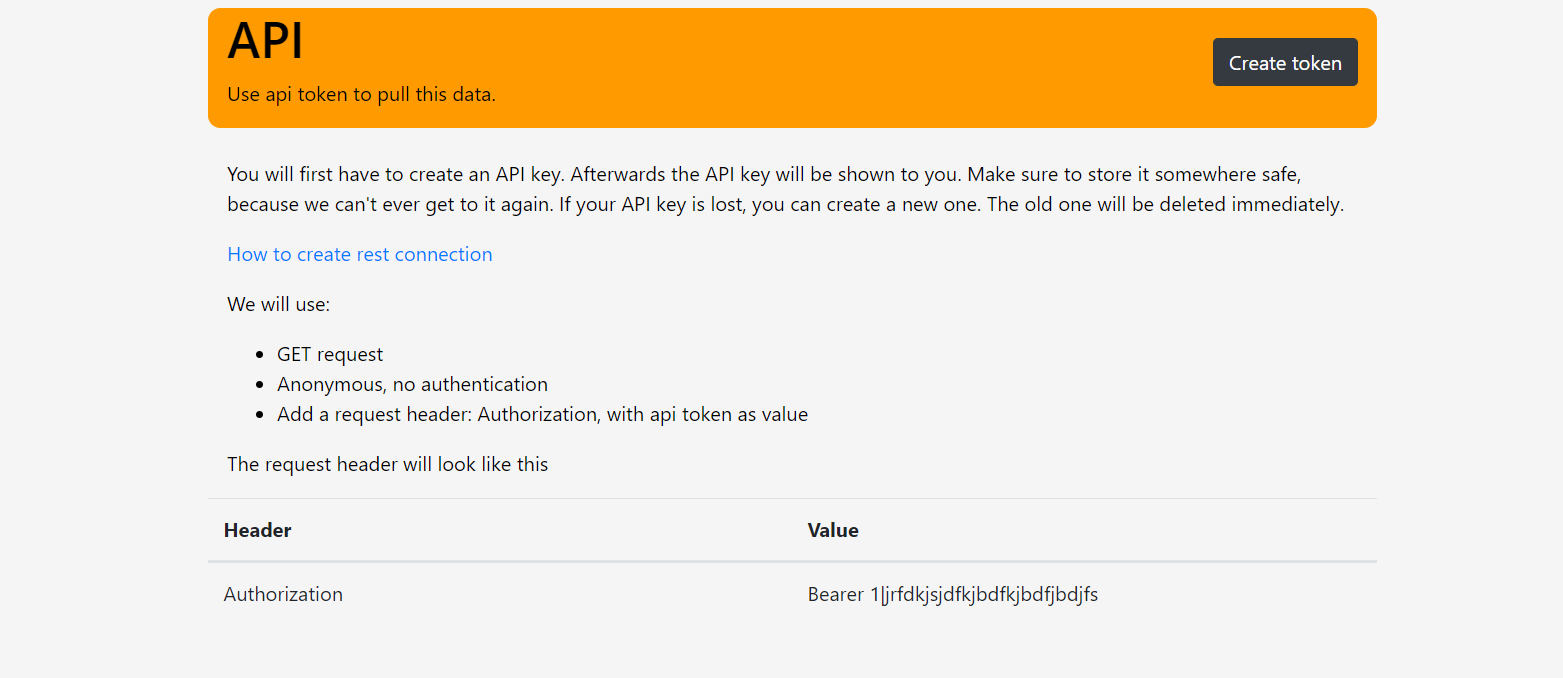 API
Create token
Use api token to pull this data.
You will first have to create an API key. Afterwards the API key will be shown to you. Make sure to store it somewhere safe,
because we can't ever get to it again. If your API key is lost, you can create a new one. The old one will be deleted immediately.
How to create rest connection
We will use:
• GET request
• Anonymous, no authentication
• Add a request header: Authorization, with api token as value
The request header will look like this
Header Value
Authorization Bearer 1|jrfdkjsjdfkjbdfkjbdfjbdjfs